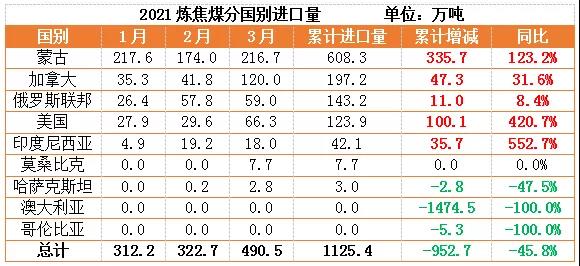 2021炼焦煤分国别进口量 单位：万吨
国别 1月 2月 3月 累计进口量 累计增减 同比
蒙古 217.6 174.0 216.7 608.3 335.7 123.2%
加拿大 35.3 41.8 120.0 197.2 47.3 31.6%
俄罗斯联邦 26.4 57.8 59.0 143.2 11.0 8.4%
美国 27.9 29.6 66.3 123.9 100.1 420.7%
印度尼西亚 4.9 19.2 18.0 42.1 35.7 552.7%
莫桑比克 0.0 0.0 7.7 7.7 0.0 0.0%
哈萨克斯坦 0.0 0.2 2.8 3.0 -2.8 -47.5%
澳大利亚 0.0 0.0 0.0 0.0 -1474.5 -100.0%
哥伦比亚 0.0 0.0 0.0 0.0 -5.3 -100.0%
总计 312.2 322.7 490.5 1125.4 -952.7 -45.8%